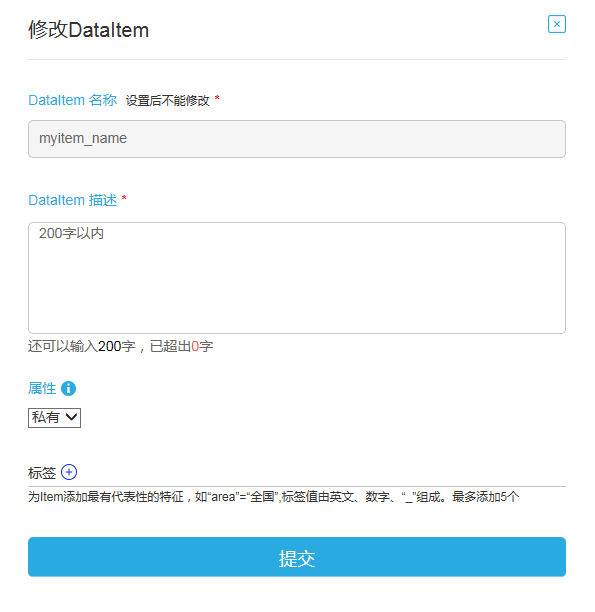 修改DataItem
DataItem 名称 设置后不能修改 *
myitem_name
DataItem 描述 *
200字以内
还可以输入200字，已超出0字
属性
私有
标签
为Item添加最有代表性的特征，如“area”=“全国”,标签值由英文、数字、“_”组成。最多添加5个
提交